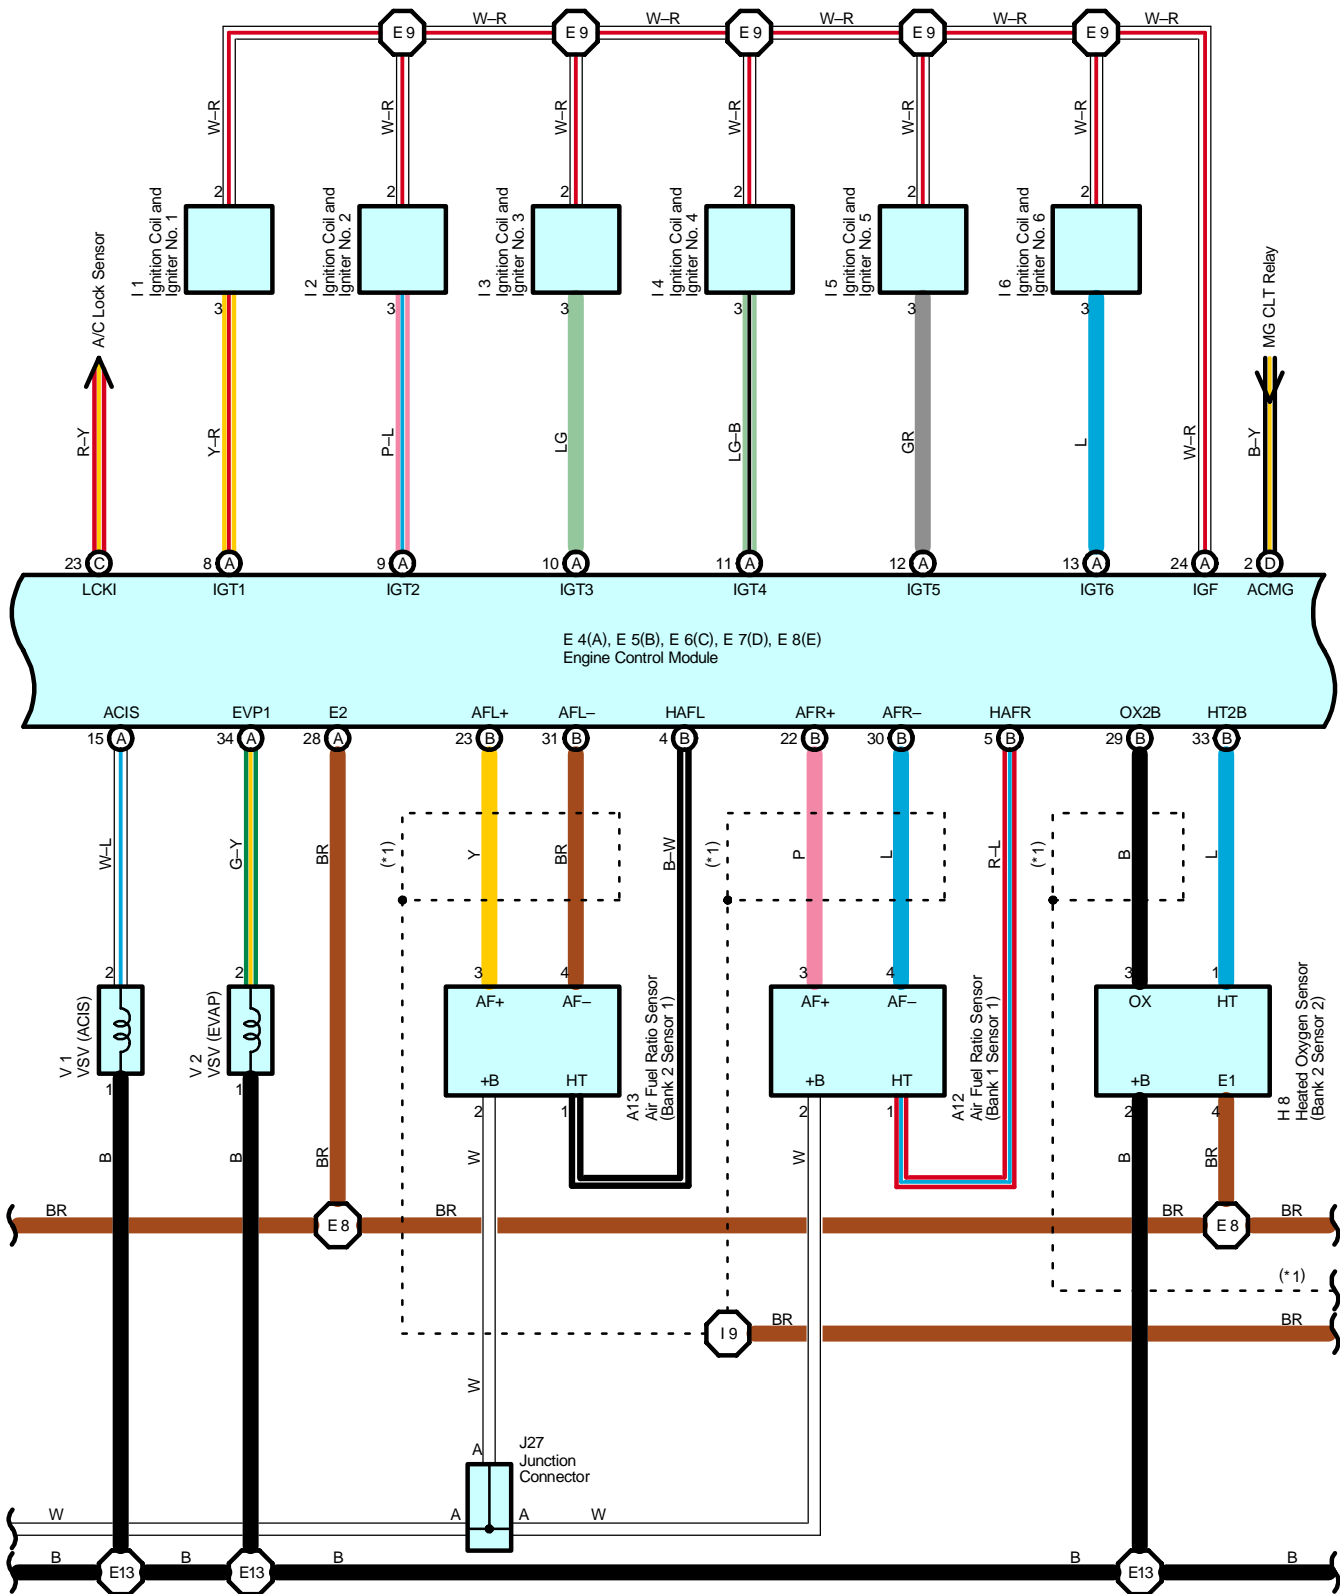 W–R W–R W–R W–R W–R
E 9 E 9 E 9 E 9 E 9
W–R W–R W–R W–R W–R W–R
2 2 2 2 2 2
I 1
Ignition Coil and
Igniter No. 1
I 2
Ignition Coil and
Igniter No. 2
I 3
Ignition Coil and
Igniter No. 3
I 4
Ignition Coil and
Igniter No. 4
I 5
Ignition Coil and
Igniter No. 5
I 6
Ignition Coil and
Igniter No. 6
A/C Lock Sensor
MG CLT Relay
3 3 3 3 3 3
R–Y Y–R P–L LG LG–B GR L W–R B–Y
23 C 8 A 9 A 10 A 11 A 12 A 13 A 24 A 2 D
LCKI IGT1 IGT2 IGT3 IGT4 IGT5 IGT6 IGF ACMG
E 4(A), E 5(B), E 6(C), E 7(D), E 8(E)
Engine Control Module
ACIS EVP1 E2 AFL+ AFL– HAFL AFR+ AFR– HAFR OX2B HT2B
15 A 34 A 28 A 23 B 31 B 4 B 22 B 30 B 5 B 29 B 33 B
W–L G–Y BR (*1) Y BR B–W (*1) P L R–L (*1) B L
2 2 3 4 3 4 3 1
AF+ AF– AF+ AF– OX HT
V 1
VSV (ACIS)
V 2
VSV (EVAP)
A13
Air Fuel Ratio Sensor
(Bank 2 Sensor 1)
A12
Air Fuel Ratio Sensor
(Bank 1 Sensor 1)
H 8
Heated Oxygen Sensor
(Bank 2 Sensor 2)
+B HT +B HT +B E1
1 1 2 1 2 1 2 4
B B BR W W B BR
BR E 8 BR BR E 8 BR
(*1)
I 9 BR BR
W
A
J27
Junction
Connector
W A A W
B E13 B E13 B B E13 B